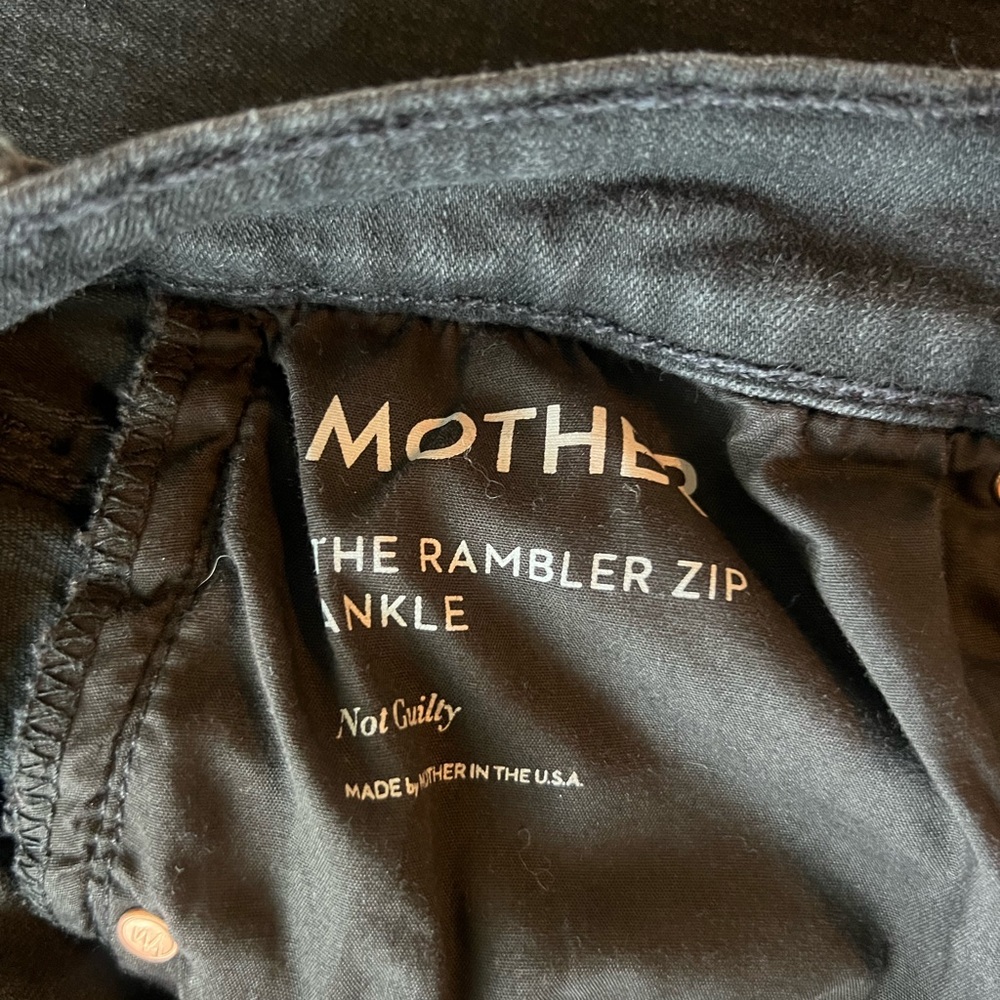 MOTHER
THE RAMBLER ZIP
ANKLE
Not Guilty
MADE by MOTHER IN THE U.S.A.